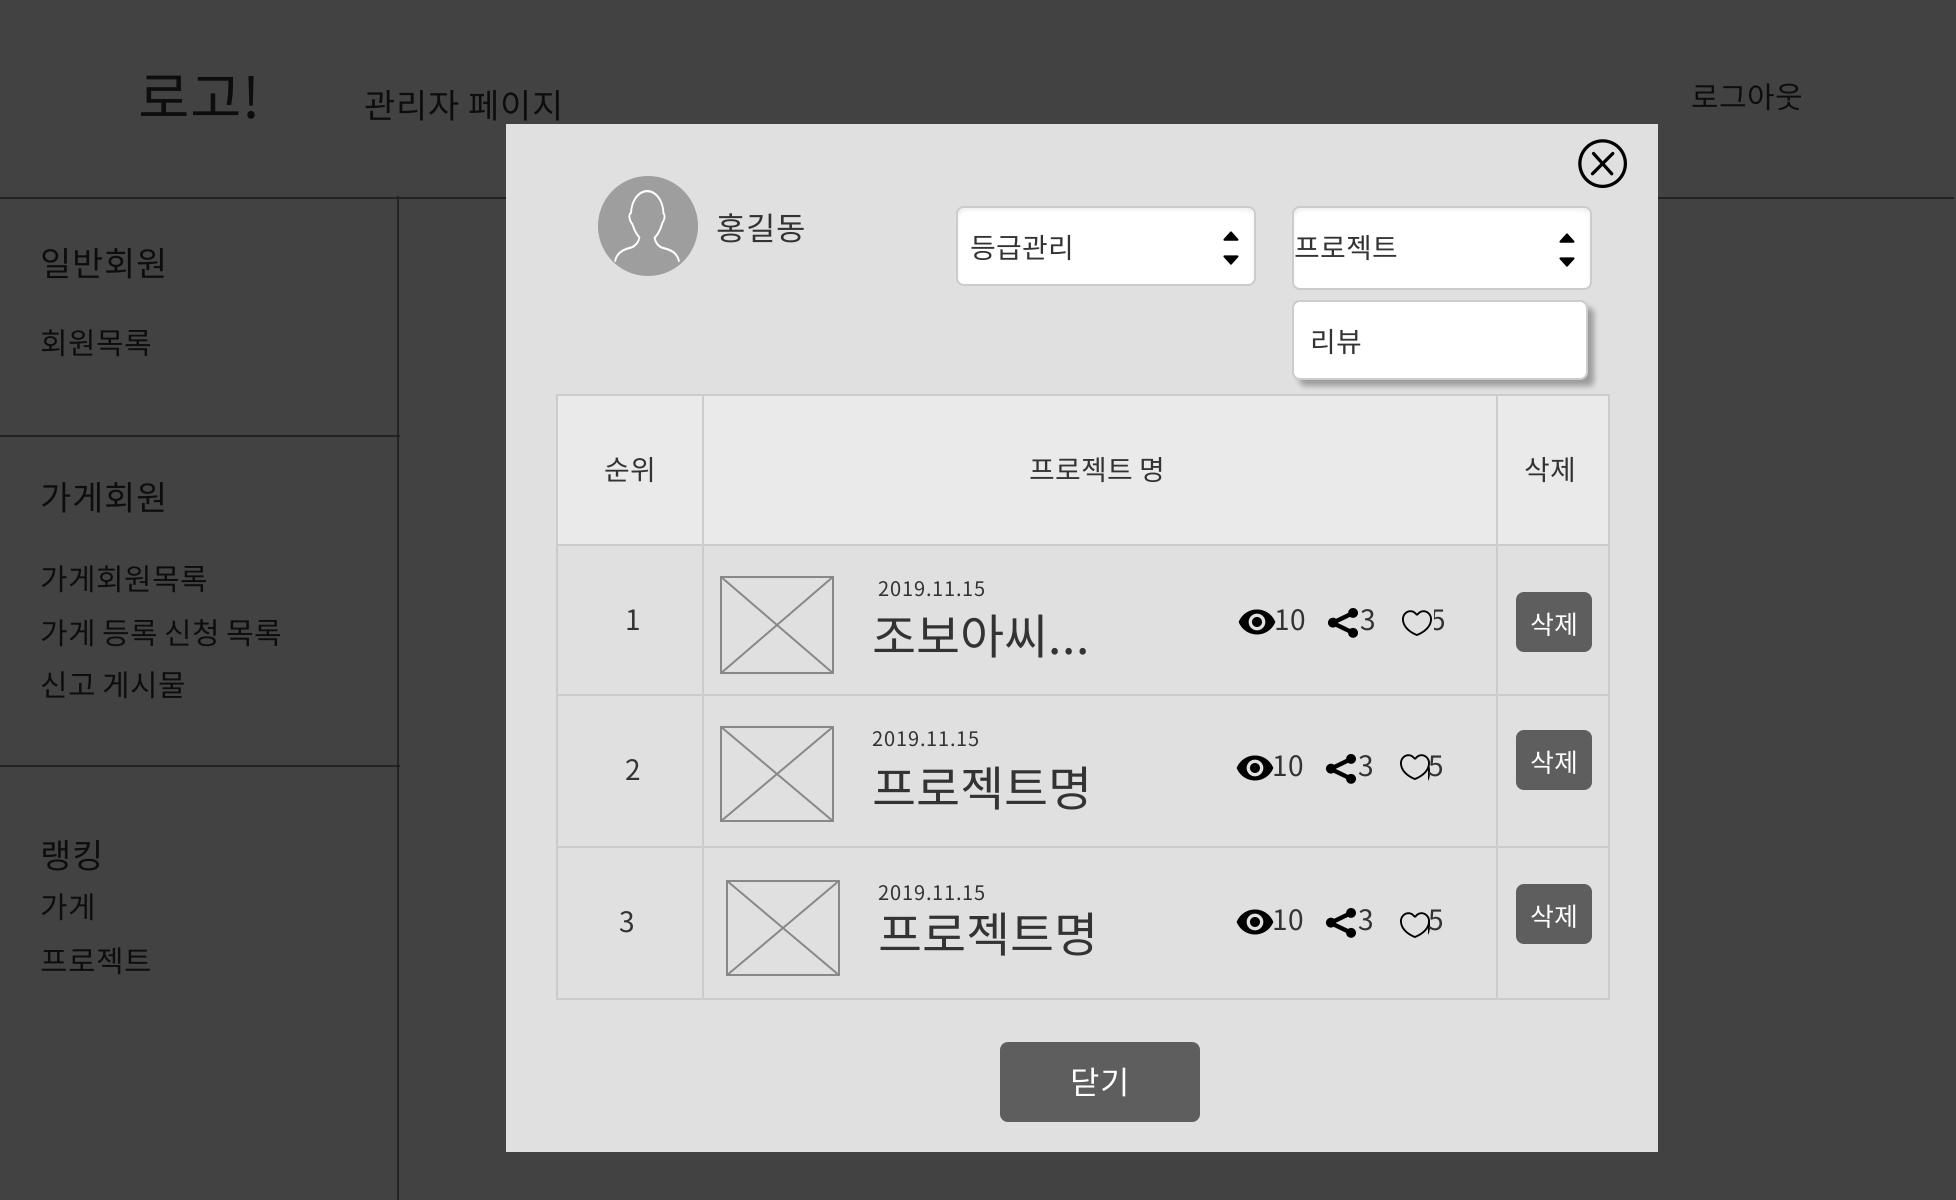 로고!
관리자 페이지
로그아웃
일반회원
회원목록
가게회원
가게회원목록
가게 등록 신청 목록
신고 게시물
랭킹
가게
프로젝트
홍길동
등급관리
프로젝트
리뷰
순위 프로젝트 명 삭제
1 2019.11.15
조보아씨... 10 3 5 삭제
2 2019.11.15
프로젝트명 10 3 5 삭제
3 2019.11.15
프로젝트명 10 3 5 삭제
닫기